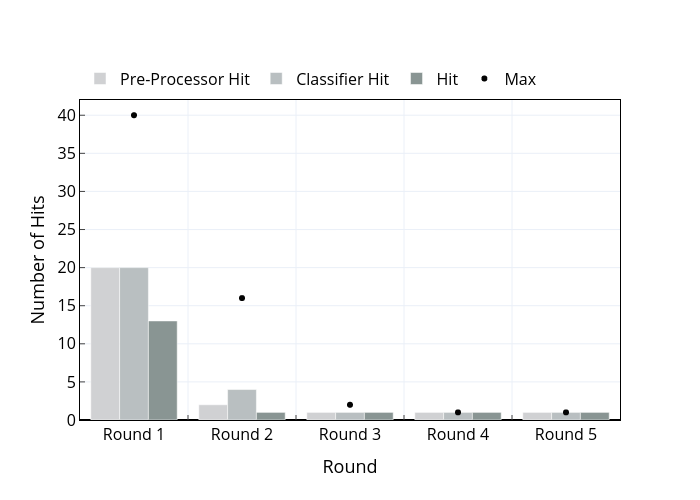 Pre-Processor Hit Classifier Hit Hit Max
40
35
30
25
20
15
10
5
0
Number of Hits
Round 1 Round 2 Round 3 Round 4 Round 5
Round